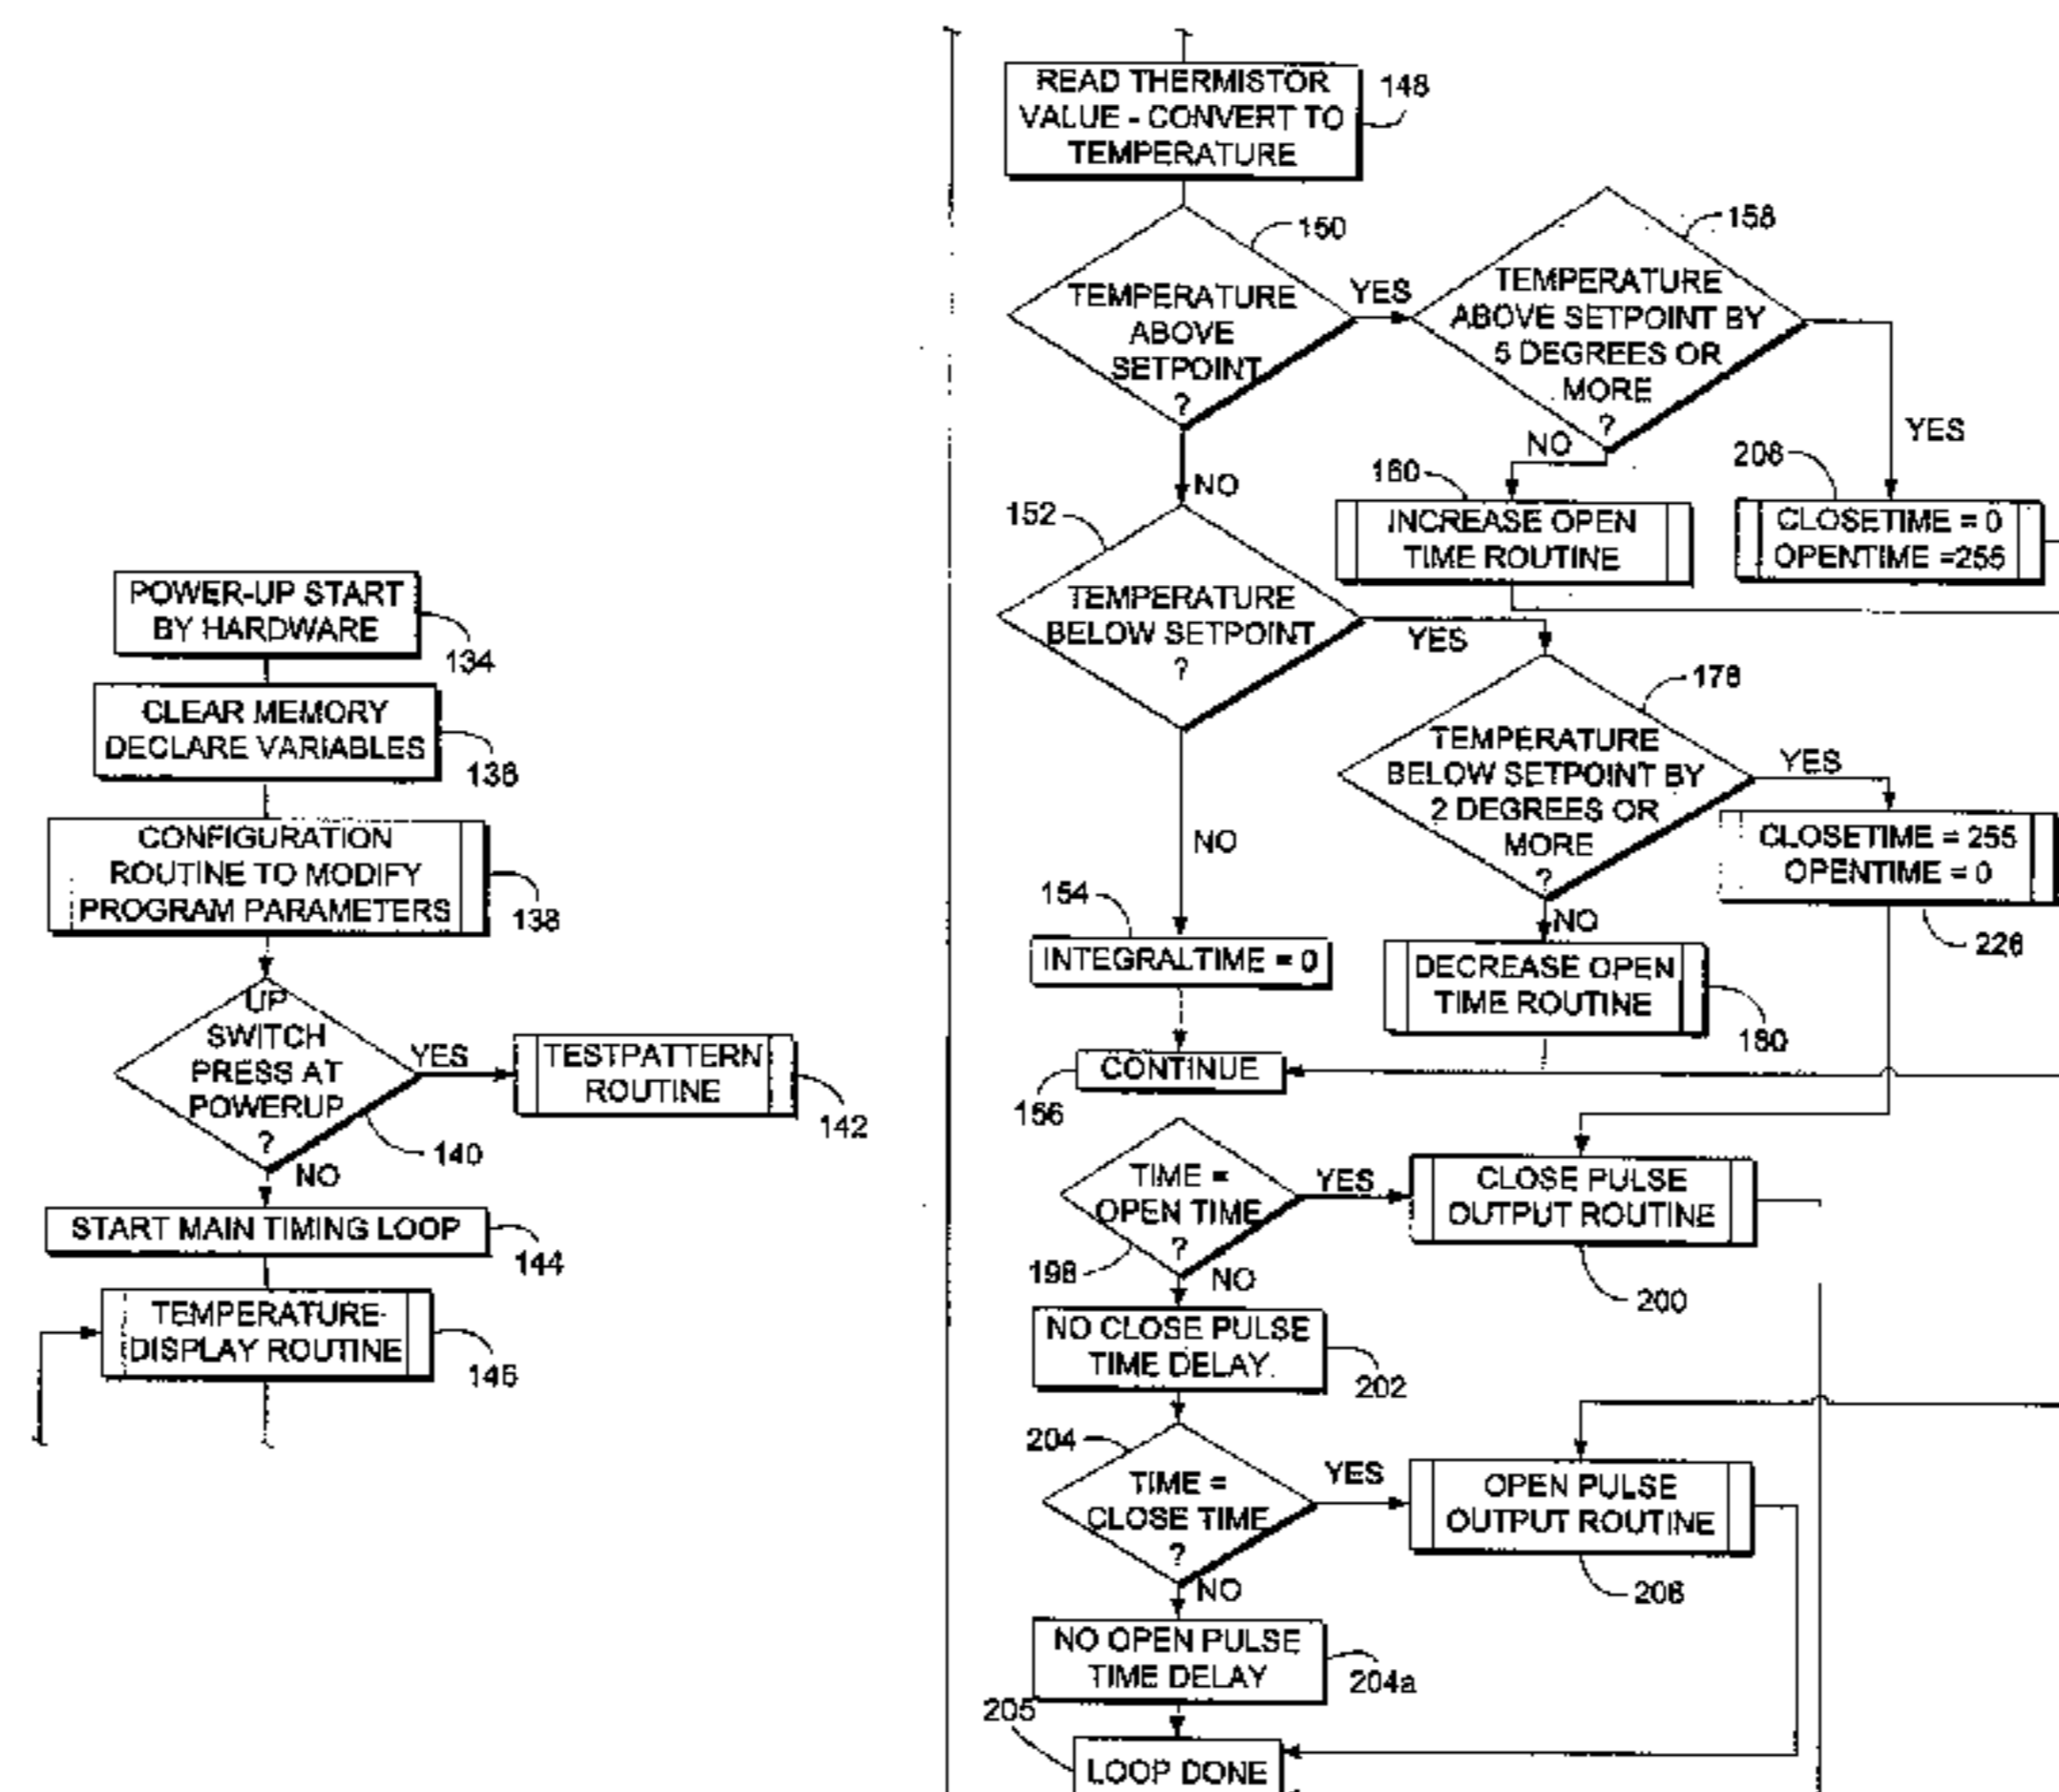 POWER-UP START
BY HARDWARE
134
CLEAR MEMORY
DECLARE VARIABLES
136
CONFIGURATION
ROUTINE TO MODIFY
PROGRAM PARAMETERS
138
UP
SWITCH
PRESS AT
POWERUP
?
140
YES
TESTPATTERN
ROUTINE
142
NO
START MAIN TIMING LOOP
144
TEMPERATURE-
DISPLAY ROUTINE
146
READ THERMISTOR
VALUE - CONVERT TO
TEMPERATURE
148
150
TEMPERATURE
ABOVE
SETPOINT
?
YES
158
TEMPERATURE
ABOVE SETPOINT BY
5 DEGREES OR
MORE
?
YES
NO
208
CLOSETIME = 0
OPENTIME =255
160
INCREASE OPEN
TIME ROUTINE
NO
152
TEMPERATURE
BELOW SETPOINT
?
YES
178
TEMPERATURE
BELOW SETPOINT BY
2 DEGREES OR
MORE
?
YES
CLOSETIME = 255
OPENTIME = 0
226
NO
DECREASE OPEN
TIME ROUTINE
180
NO
154
INTEGRALTIME = 0
CONTINUE
156
TIME =
OPEN TIME
?
198
YES
CLOSE PULSE
OUTPUT ROUTINE
200
NO
NO CLOSE PULSE
TIME DELAY
202
204
TIME =
CLOSE TIME
?
YES
OPEN PULSE
OUTPUT ROUTINE
206
NO
NO OPEN PULSE
TIME DELAY
204a
205
LOOP DONE